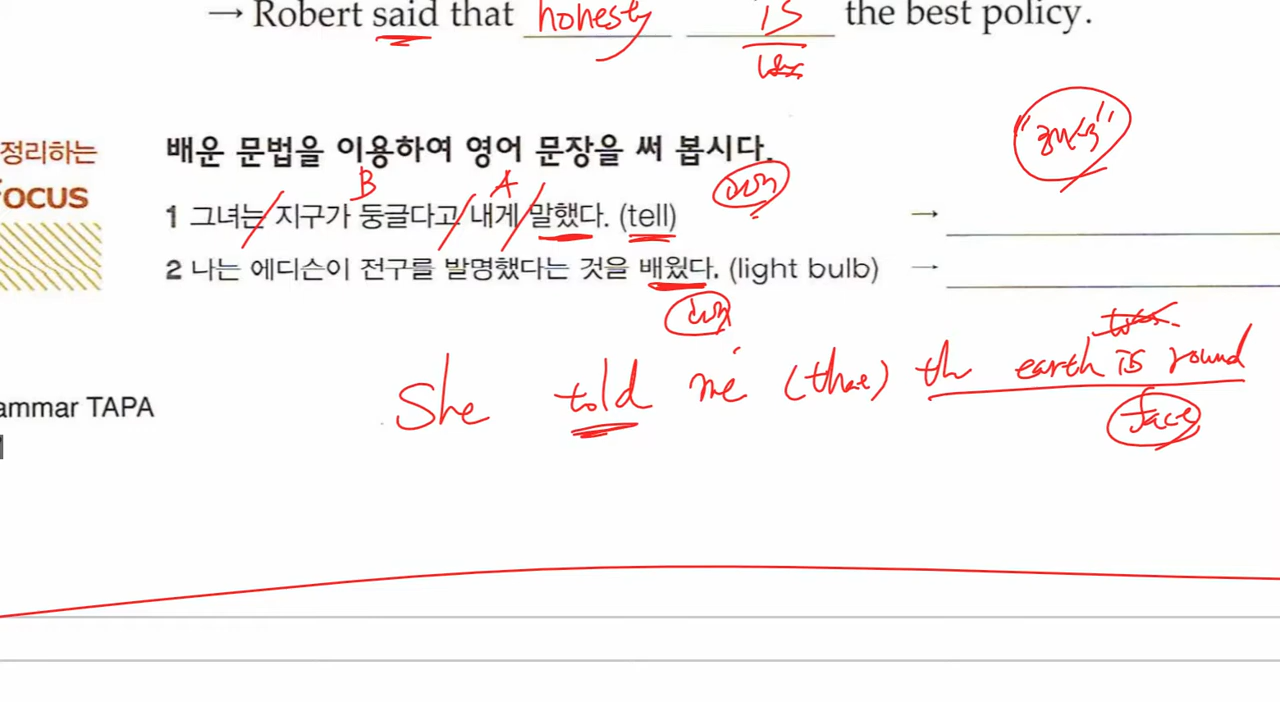 → Robert said that honesty is the best policy.
정리하는
FOCUS
배운 문법을 이용하여 영어 문장을 써 봅시다.
B A
1 그녀는 지구가 둥글다고 내게 말했다. (tell) →
2 나는 에디슨이 전구를 발명했다는 것을 배웠다. (light bulb) →
She told me (that) the earth is round
face
ammar TAPA